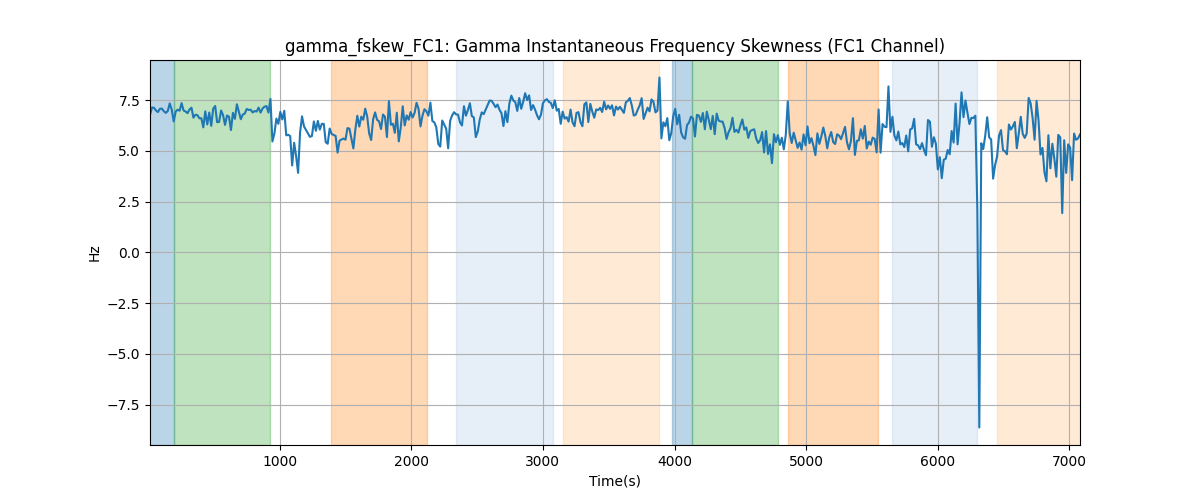 gamma_fskew_FC1: Gamma Instantaneous Frequency Skewness (FC1 Channel)
7.5
5.0
2.5
0.0
−2.5
−5.0
−7.5
Hz
1000 2000 3000 4000 5000 6000 7000
Time(s)